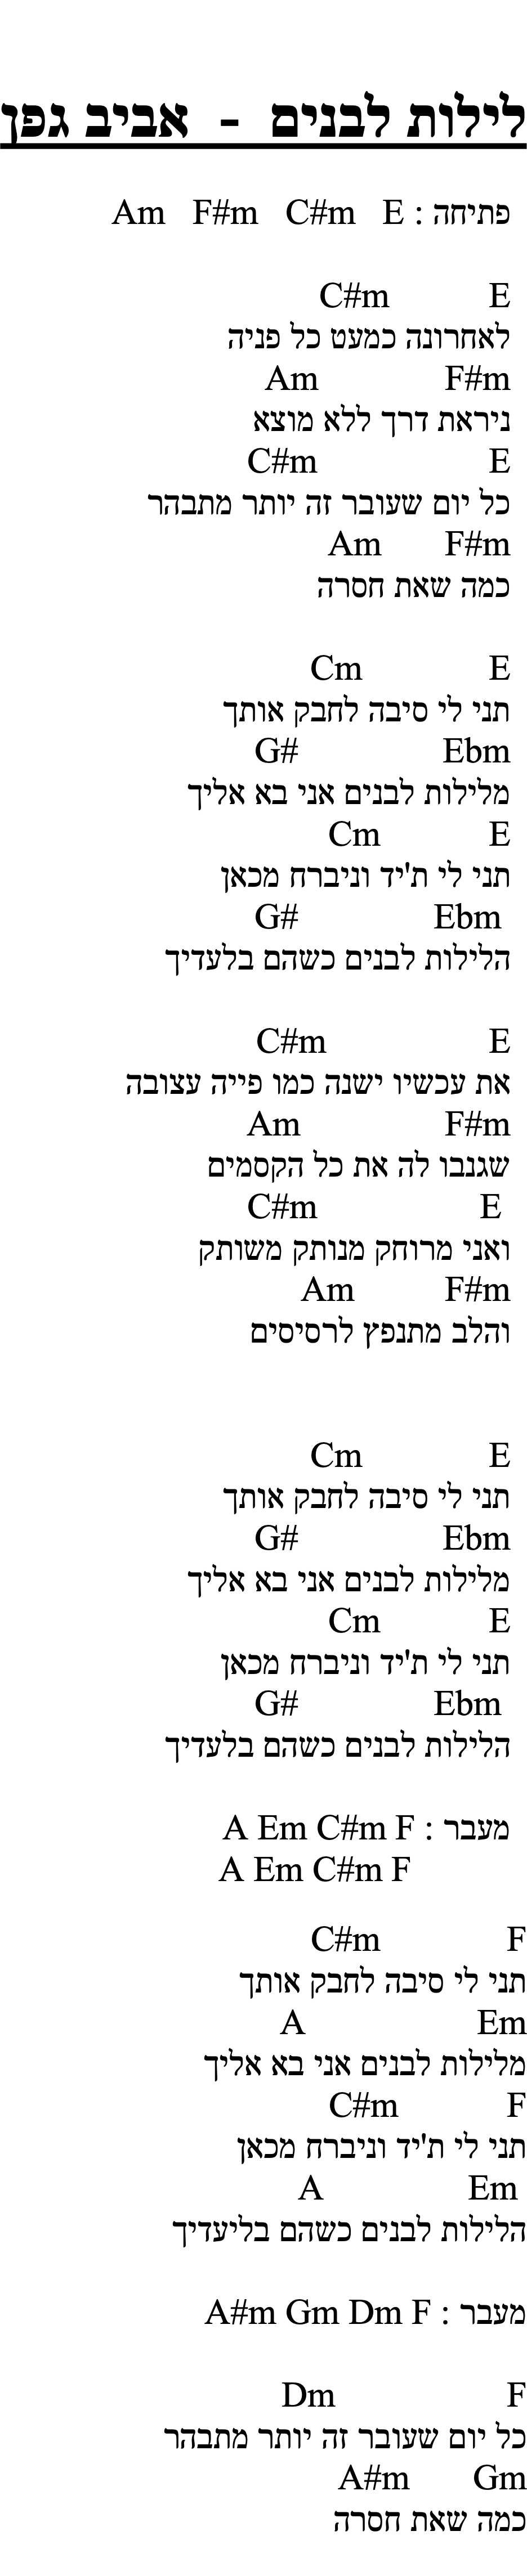 לילות לבנים - אביב גפן
פתיחה : Am F#m C#m E
C#m E
לאחרונה כמעט כל פניה
Am F#m
ניראת דרך ללא מוצא
C#m E
כל יום שעובר זה יותר מתבהר
Am F#m
כמה שאת חסרה
Cm E
תני לי סיבה לחבק אותך
G# Ebm
מלילות לבנים אני בא אליך
Cm E
תני לי ת'יד וניברח מכאן
G# Ebm
הלילות לבנים כשהם בלעדיך
C#m E
את עכשיו ישנה כמו פייה עצובה
Am F#m
שגנבו לה את כל הקסמים
C#m E
ואני מרוחק מנותק משותק
Am F#m
והלב מתנפץ לרסיסים
Cm E
תני לי סיבה לחבק אותך
G# Ebm
מלילות לבנים אני בא אליך
Cm E
תני לי ת'יד וניברח מכאן
G# Ebm
הלילות לבנים כשהם בלעדיך
מעבר : A Em C#m F
A Em C#m F
C#m F
תני לי סיבה לחבק אותך
A Em
מלילות לבנים אני בא אליך
C#m F
תני לי ת'יד וניברח מכאן
A Em
הלילות לבנים כשהם בליעדיך
מעבר : A#m Gm Dm F
Dm F
כל יום שעובר זה יותר מתבהר
A#m Gm
כמה שאת חסרה